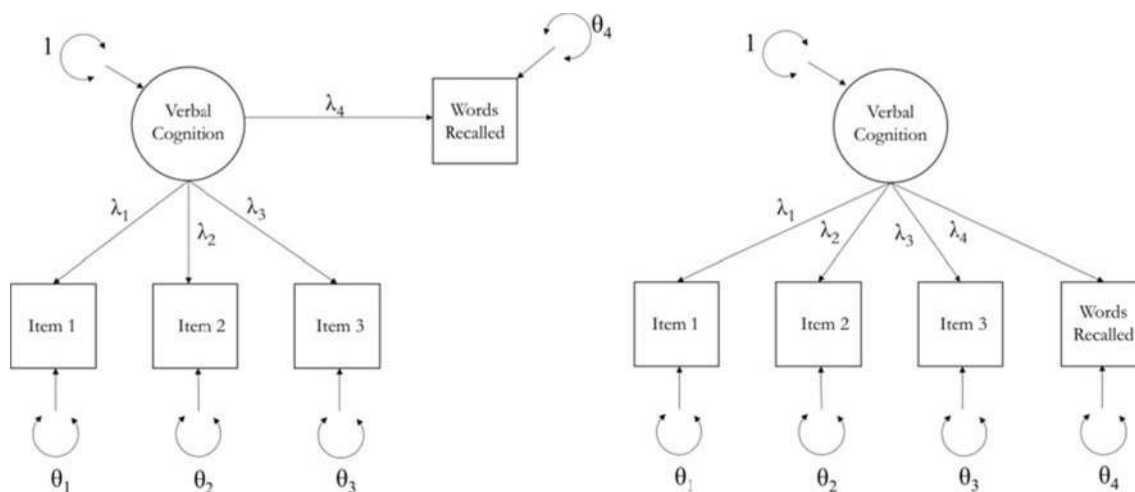 1
θ4
Verbal
Cognition
λ4
Words
Recalled
λ1
λ2
λ3
Item 1
Item 2
Item 3
θ1
θ2
θ3
1
Verbal
Cognition
λ1
λ2
λ3
λ4
Item 1
Item 2
Item 3
Words
Recalled
θ1
θ2
θ3
θ4